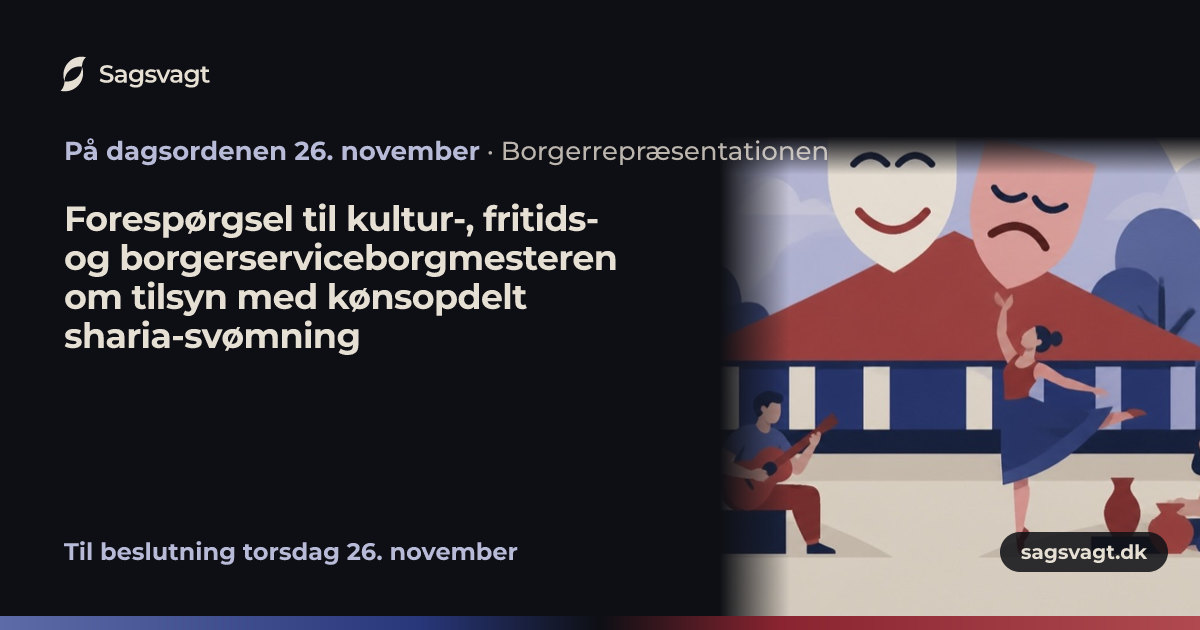 Sagsvagt
På dagsordenen 26. november · Borgerrepræsentationen
Forespørgsel til kultur-, fritids-
og borgerserviceborgmesteren
om tilsyn med kønsopdelt
sharia-svømning
Til beslutning torsdag 26. november
sagsvagt.dk